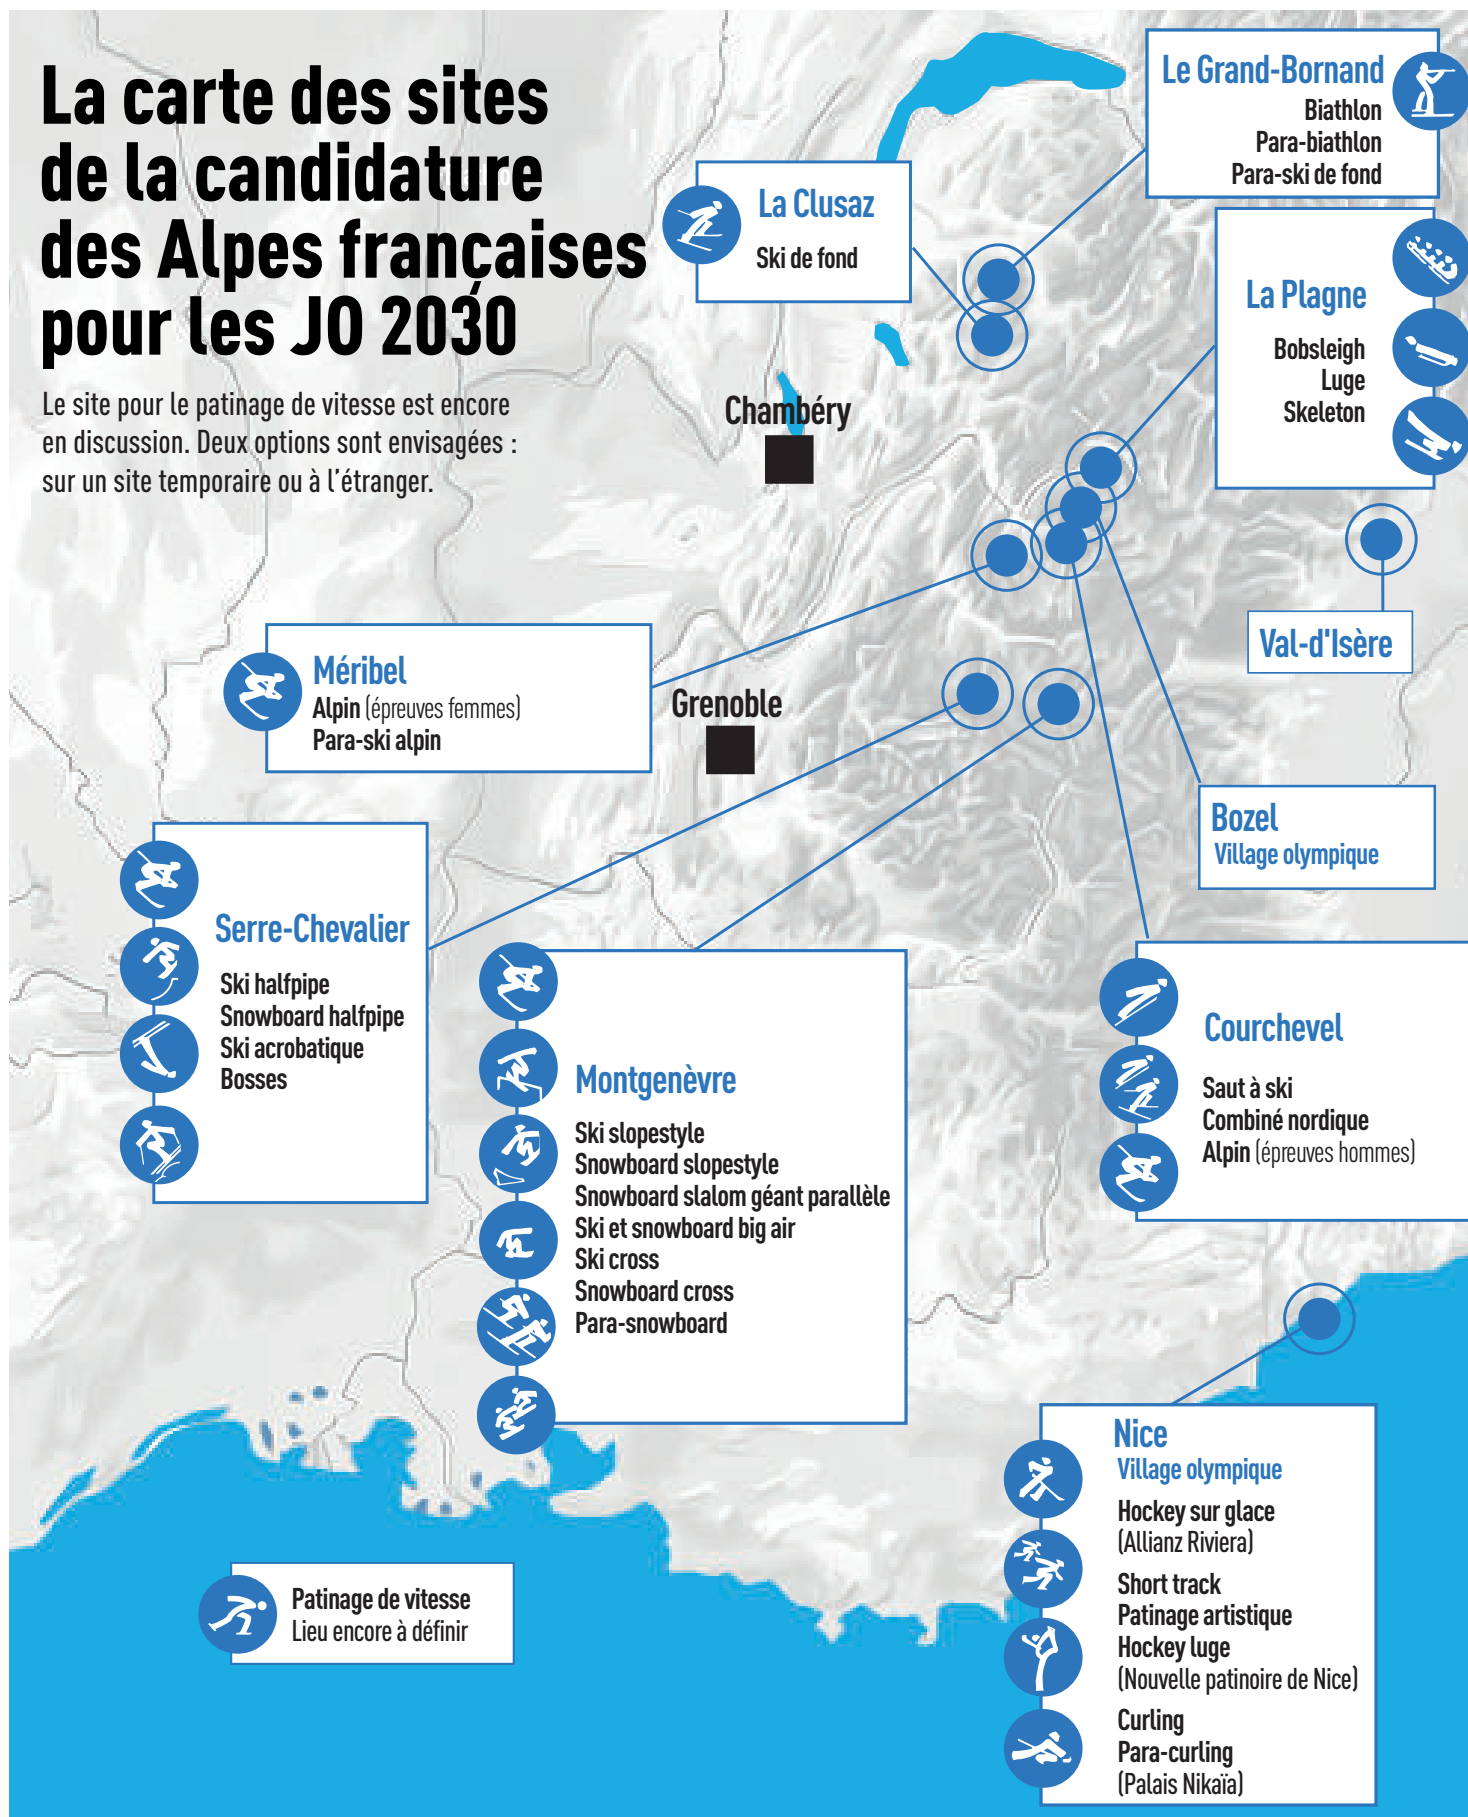 La carte des sites
de la candidature
des Alpes françaises
pour les JO 2030
Le site pour le patinage de vitesse est encore
en discussion. Deux options sont envisagées :
sur un site temporaire ou à l'étranger.
Le Grand-Bornand
Biathlon
Para-biathlon
Para-ski de fond
La Clusaz
Ski de fond
La Plagne
Bobsleigh
Luge
Skeleton
Chambéry
Val-d'Isère
Méribel
Alpin (épreuves femmes)
Para-ski alpin
Grenoble
Bozel
Village olympique
Serre-Chevalier
Ski halfpipe
Snowboard halfpipe
Ski acrobatique
Bosses
Montgenèvre
Ski slopestyle
Snowboard slopestyle
Snowboard slalom géant parallèle
Ski et snowboard big air
Ski cross
Snowboard cross
Para-snowboard
Courchevel
Saut à ski
Combiné nordique
Alpin (épreuves hommes)
Nice
Village olympique
Hockey sur glace
(Allianz Riviera)
Short track
Patinage artistique
Hockey luge
(Nouvelle patinoire de Nice)
Curling
Para-curling
(Palais Nikaïa)
Patinage de vitesse
Lieu encore à définir